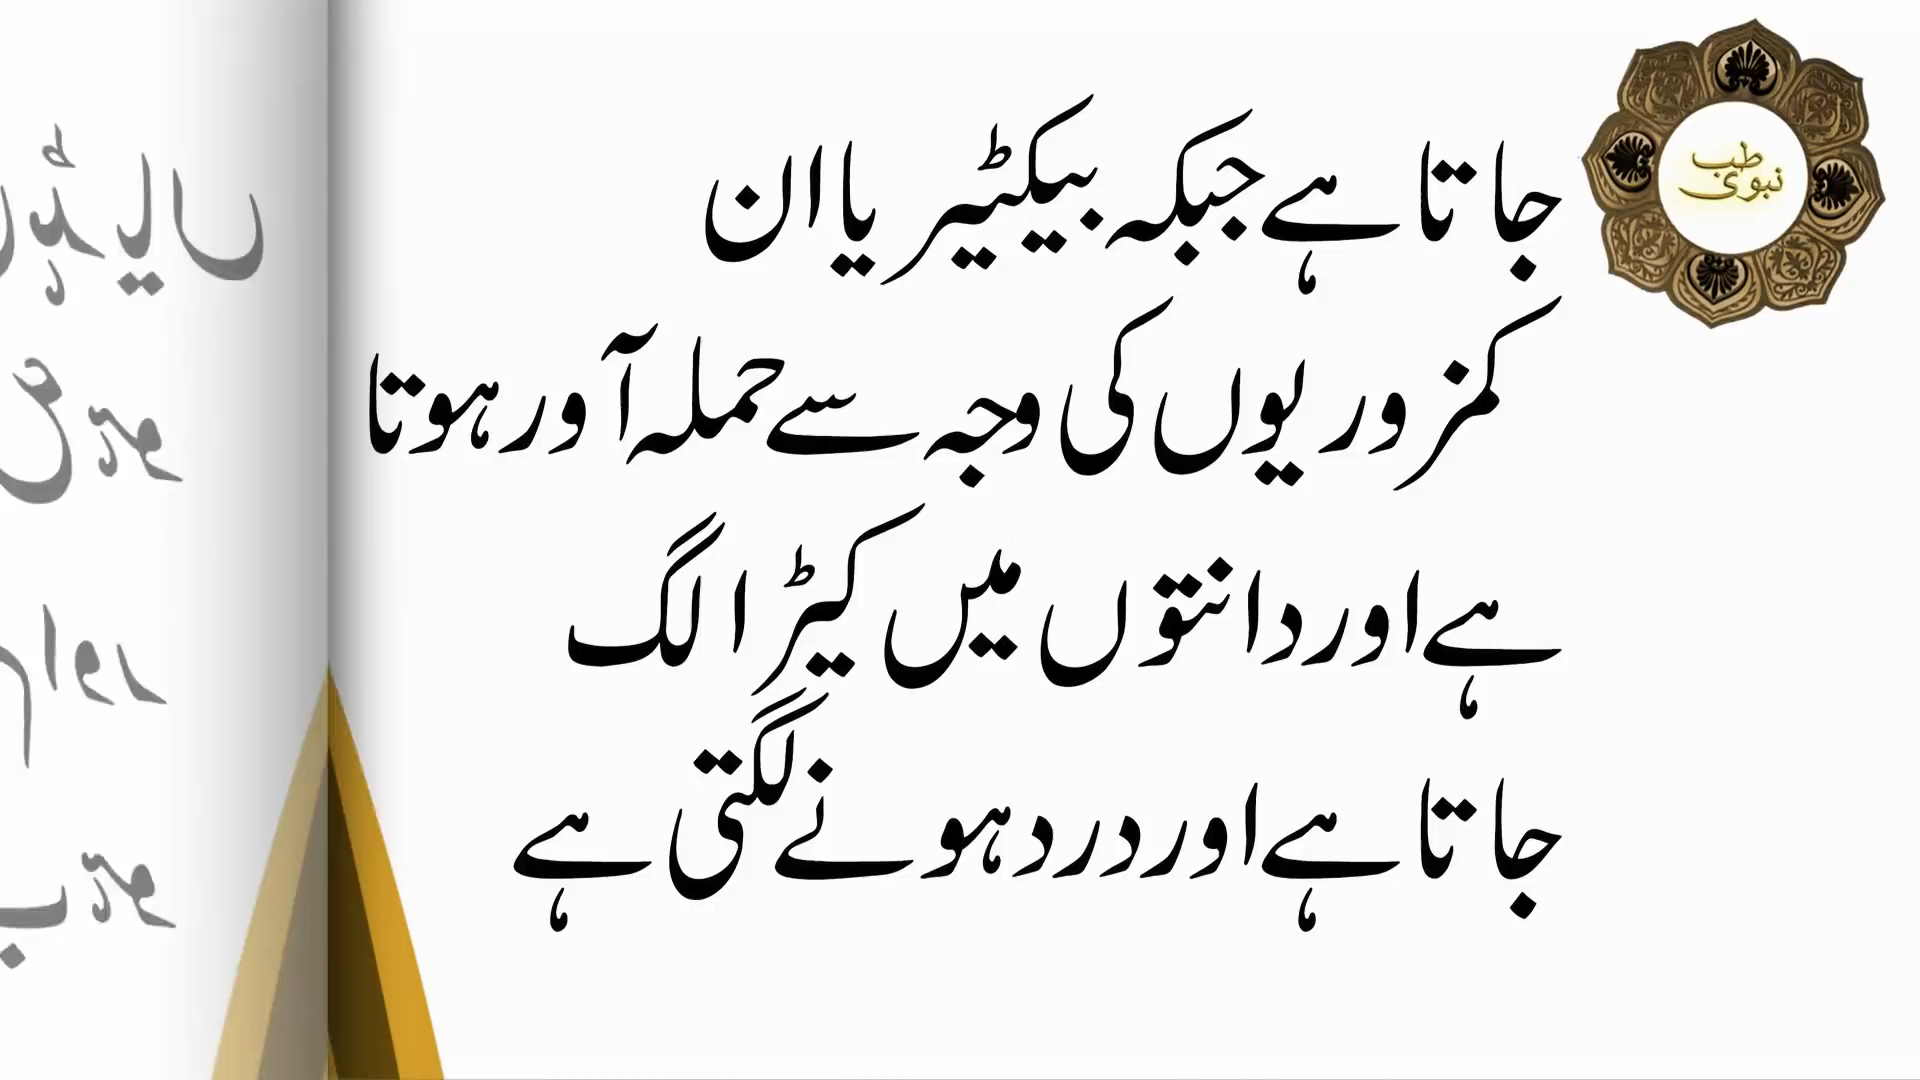 طب
نبوی
جاتا ہے جبکہ بیکٹیریا ان
کمزوریوں کی وجہ سے حملہ آور ہوتا
ہے اور دانتوں میں کیڑا لگ
جاتا ہے اور درد ہونے لگتی ہے